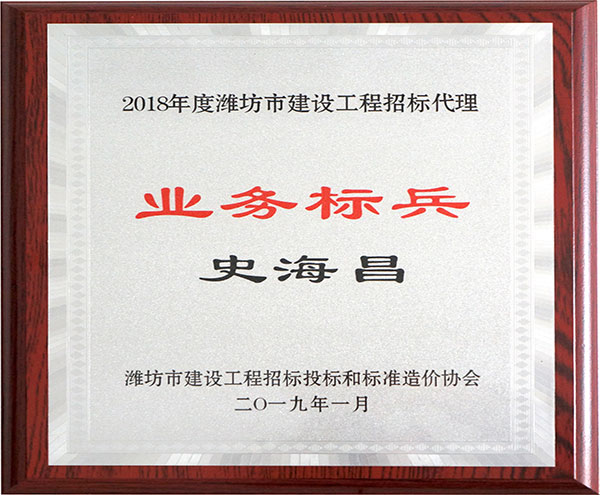 2018年度潍坊市建设工程招标代理
业务标兵
史海昌
潍坊市建设工程招标投标和标准造价协会
二〇一九年一月